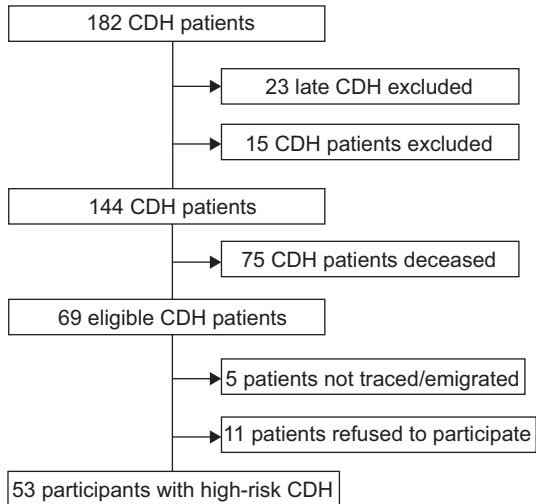 182 CDH patients
23 late CDH excluded
15 CDH patients excluded
144 CDH patients
75 CDH patients deceased
69 eligible CDH patients
5 patients not traced/emigrated
11 patients refused to participate
53 participants with high-risk CDH